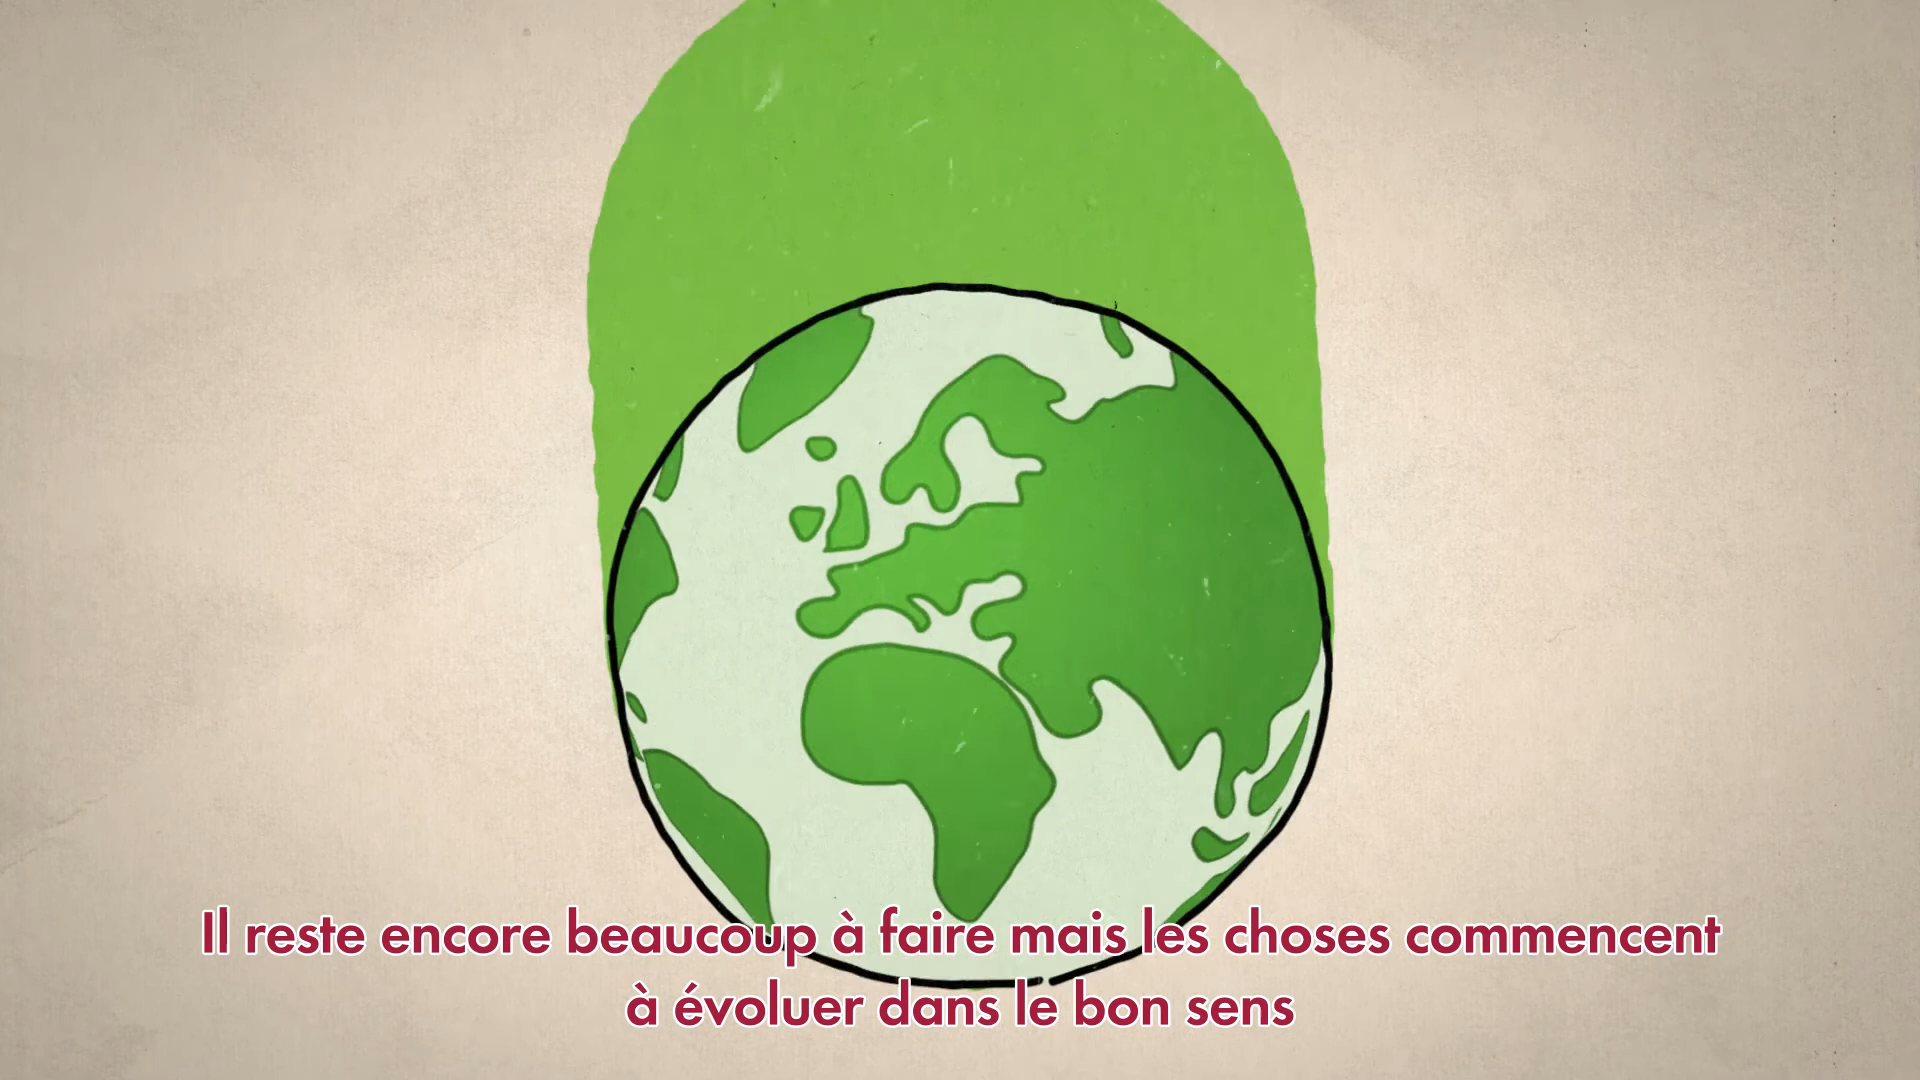 Il reste encore beaucoup à faire mais les choses commencent
à évoluer dans le bon sens